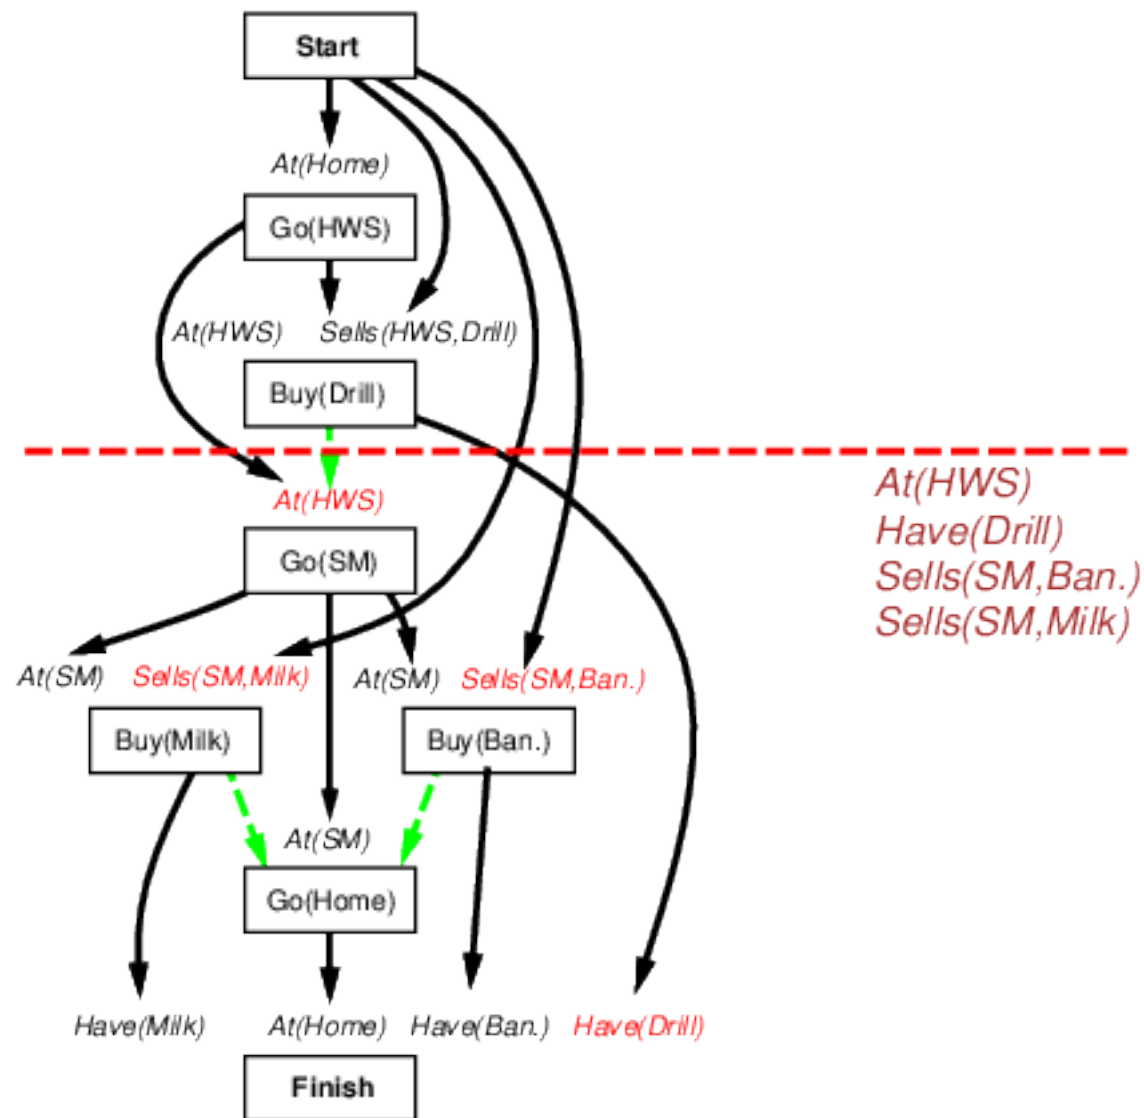 Start
At(Home)
Go(HWS)
At(HWS) Sells(HWS,Drill)
Buy(Drill)
At(HWS)
Have(Drill)
Sells(SM,Ban.)
Sells(SM,Milk)
At(HWS)
Go(SM)
At(SM) Sells(SM,Milk) At(SM) Sells(SM,Ban.)
Buy(Milk) Buy(Ban.)
At(SM)
Go(Home)
Have(Milk) At(Home) Have(Ban.) Have(Drill)
Finish